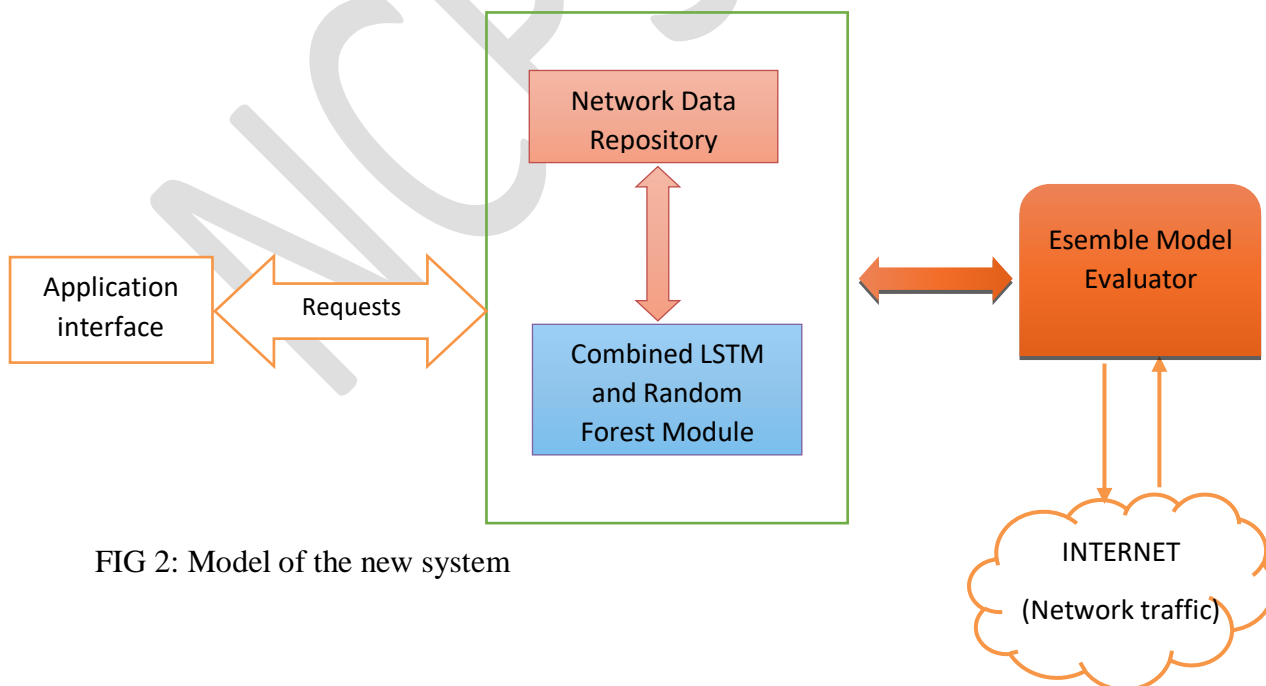 Network Data
Repository
Esemble Model
Evaluator
Application
interface
Requests
Combined LSTM
and Random
Forest Module
FIG 2: Model of the new system
INTERNET
(Network traffic)